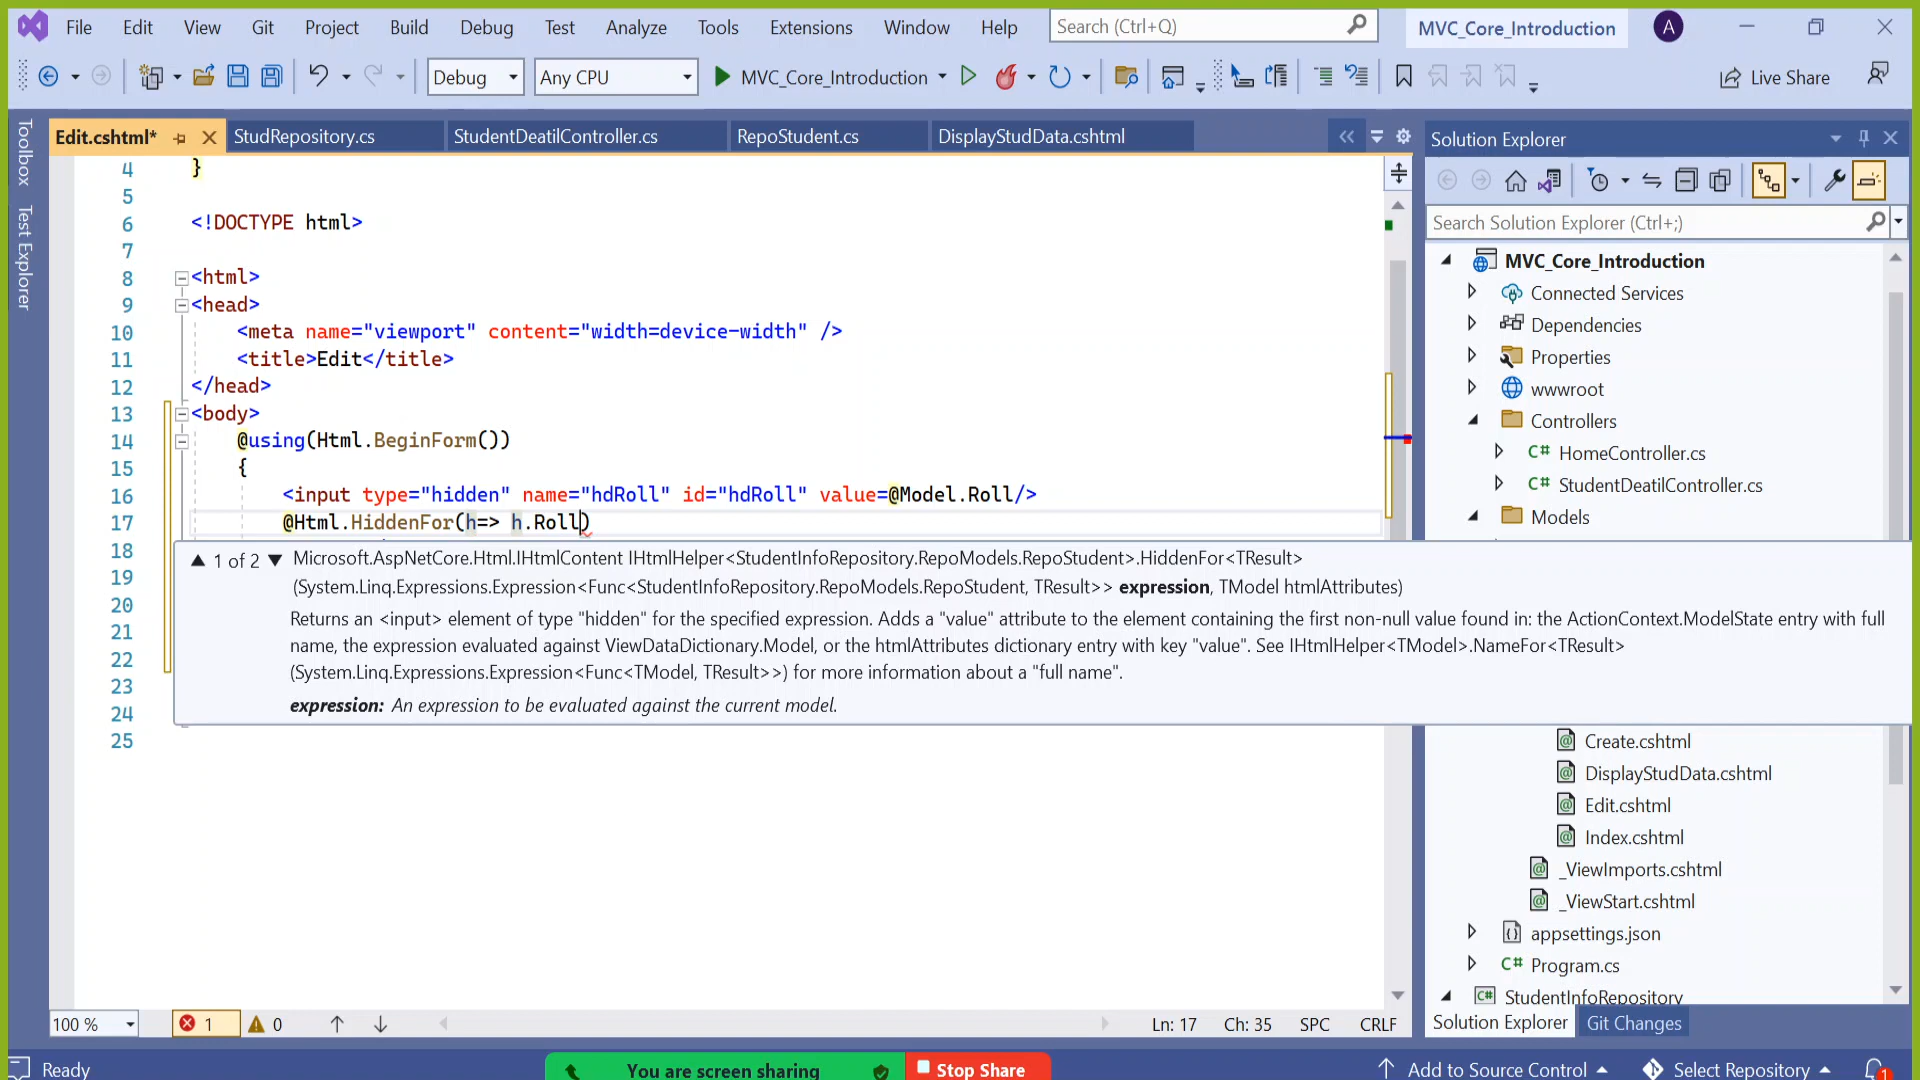 File Edit View Git Project Build Debug Test Analyze Tools Extensions Window Help Search (Ctrl+Q) MVC_Core_Introduction A
Debug Any CPU MVC_Core_Introduction Live Share
Toolbox
Test Explorer
Edit.cshtml* StudRepository.cs StudentDeatilController.cs RepoStudent.cs DisplayStudData.cshtml
4 }
5
6 <!DOCTYPE html>
7
8 <html>
9 <head>
10 <meta name="viewport" content="width=device-width" />
11 <title>Edit</title>
12 </head>
13 <body>
14 @using(Html.BeginForm())
15 {
16 <input type="hidden" name="hdRoll" id="hdRoll" value=@Model.Roll/>
17 @Html.HiddenFor(h=> h.Roll)
18
19
20
21
22
23
24
25
1 of 2 Microsoft.AspNetCore.Html.IHtmlContent IHtmlHelper<StudentInfoRepository.RepoModels.RepoStudent>.HiddenFor<TResult>
(System.Linq.Expressions.Expression<Func<StudentInfoRepository.RepoModels.RepoStudent, TResult>> expression, TModel htmlAttributes)
Returns an <input> element of type "hidden" for the specified expression. Adds a "value" attribute to the element containing the first non-null value found in: the ActionContext.ModelState entry with full
name, the expression evaluated against ViewDataDictionary.Model, or the htmlAttributes dictionary entry with key "value". See IHtmlHelper<TModel>.NameFor<TResult>
(System.Linq.Expressions.Expression<Func<TModel, TResult>>) for more information about a "full name".
expression: An expression to be evaluated against the current model.
Solution Explorer
Search Solution Explorer (Ctrl+;)
MVC_Core_Introduction
Connected Services
Dependencies
Properties
wwwroot
Controllers
C# HomeController.cs
C# StudentDeatilController.cs
Models
Create.cshtml
DisplayStudData.cshtml
Edit.cshtml
Index.cshtml
_ViewImports.cshtml
_ViewStart.cshtml
appsettings.json
C# Program.cs
C# StudentInfoRepository
Solution Explorer Git Changes
100 % 1 0 Ln: 17 Ch: 35 SPC CRLF
Ready You are screen sharing Stop Share Add to Source Control Select Repository 1